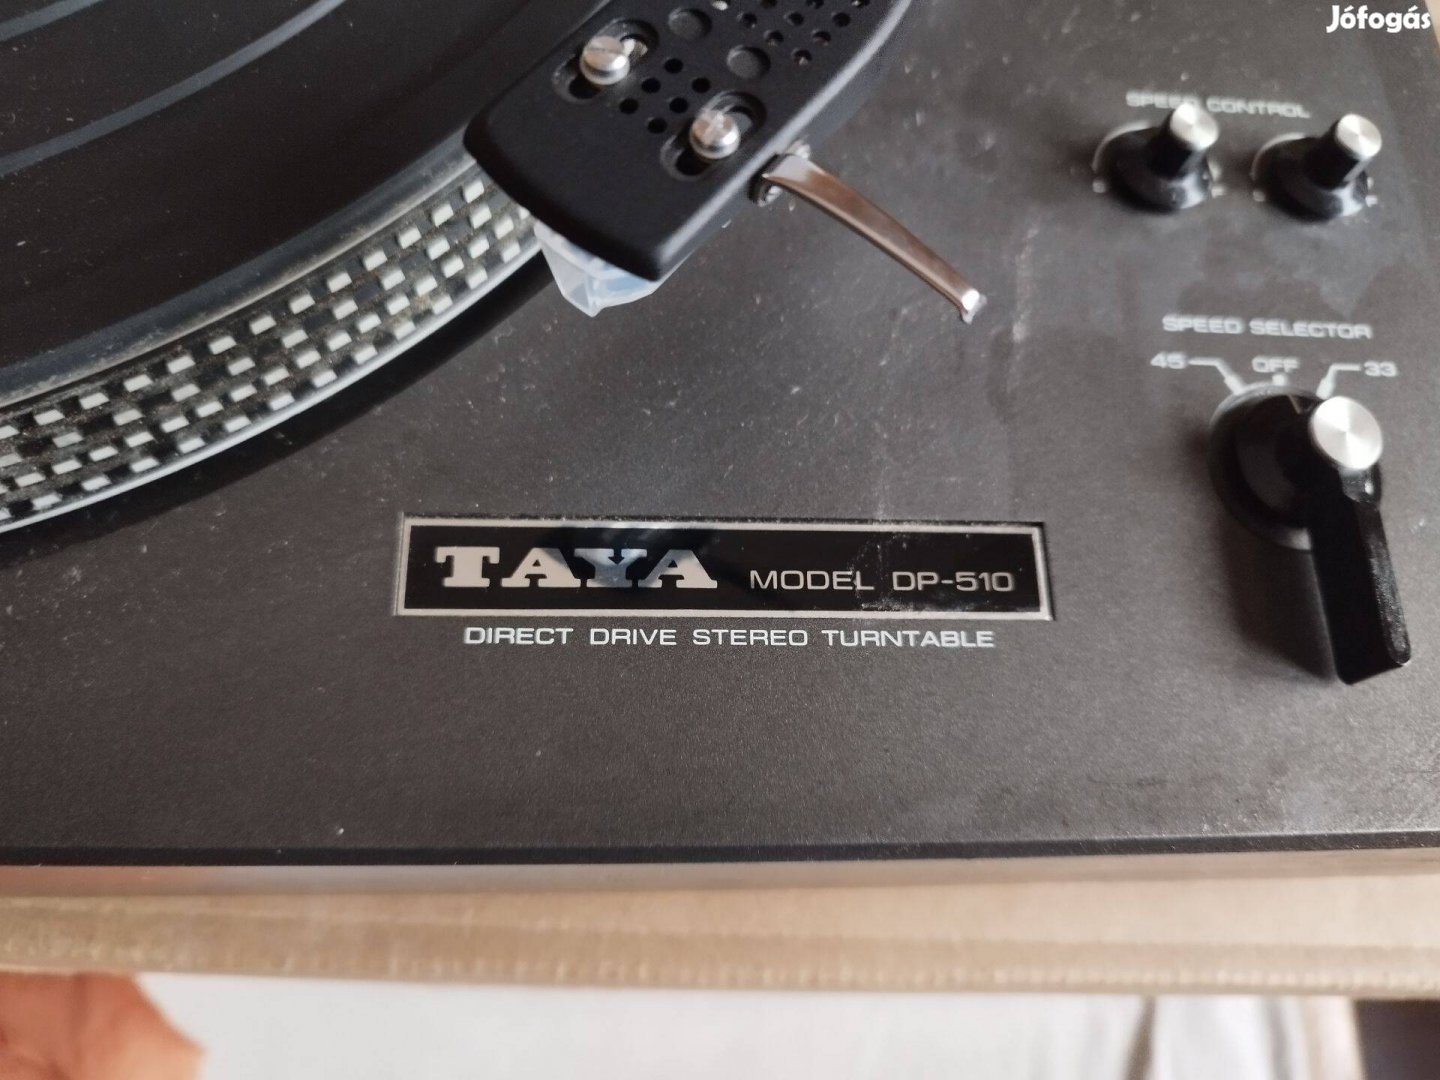 Jófogás
SPEED CONTROL
SPEED SELECTOR
45 OFF 33
TAYA MODEL DP-510
DIRECT DRIVE STEREO TURNTABLE